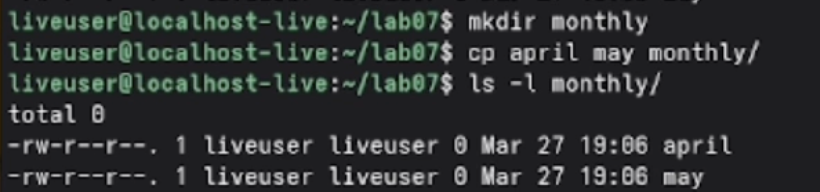 liveuser@localhost-live:~/lab07$ mkdir monthly
liveuser@localhost-live:~/lab07$ cp april may monthly/
liveuser@localhost-live:~/lab07$ ls -l monthly/
total 0
-rw-r--r--. 1 liveuser liveuser 0 Mar 27 19:06 april
-rw-r--r--. 1 liveuser liveuser 0 Mar 27 19:06 may